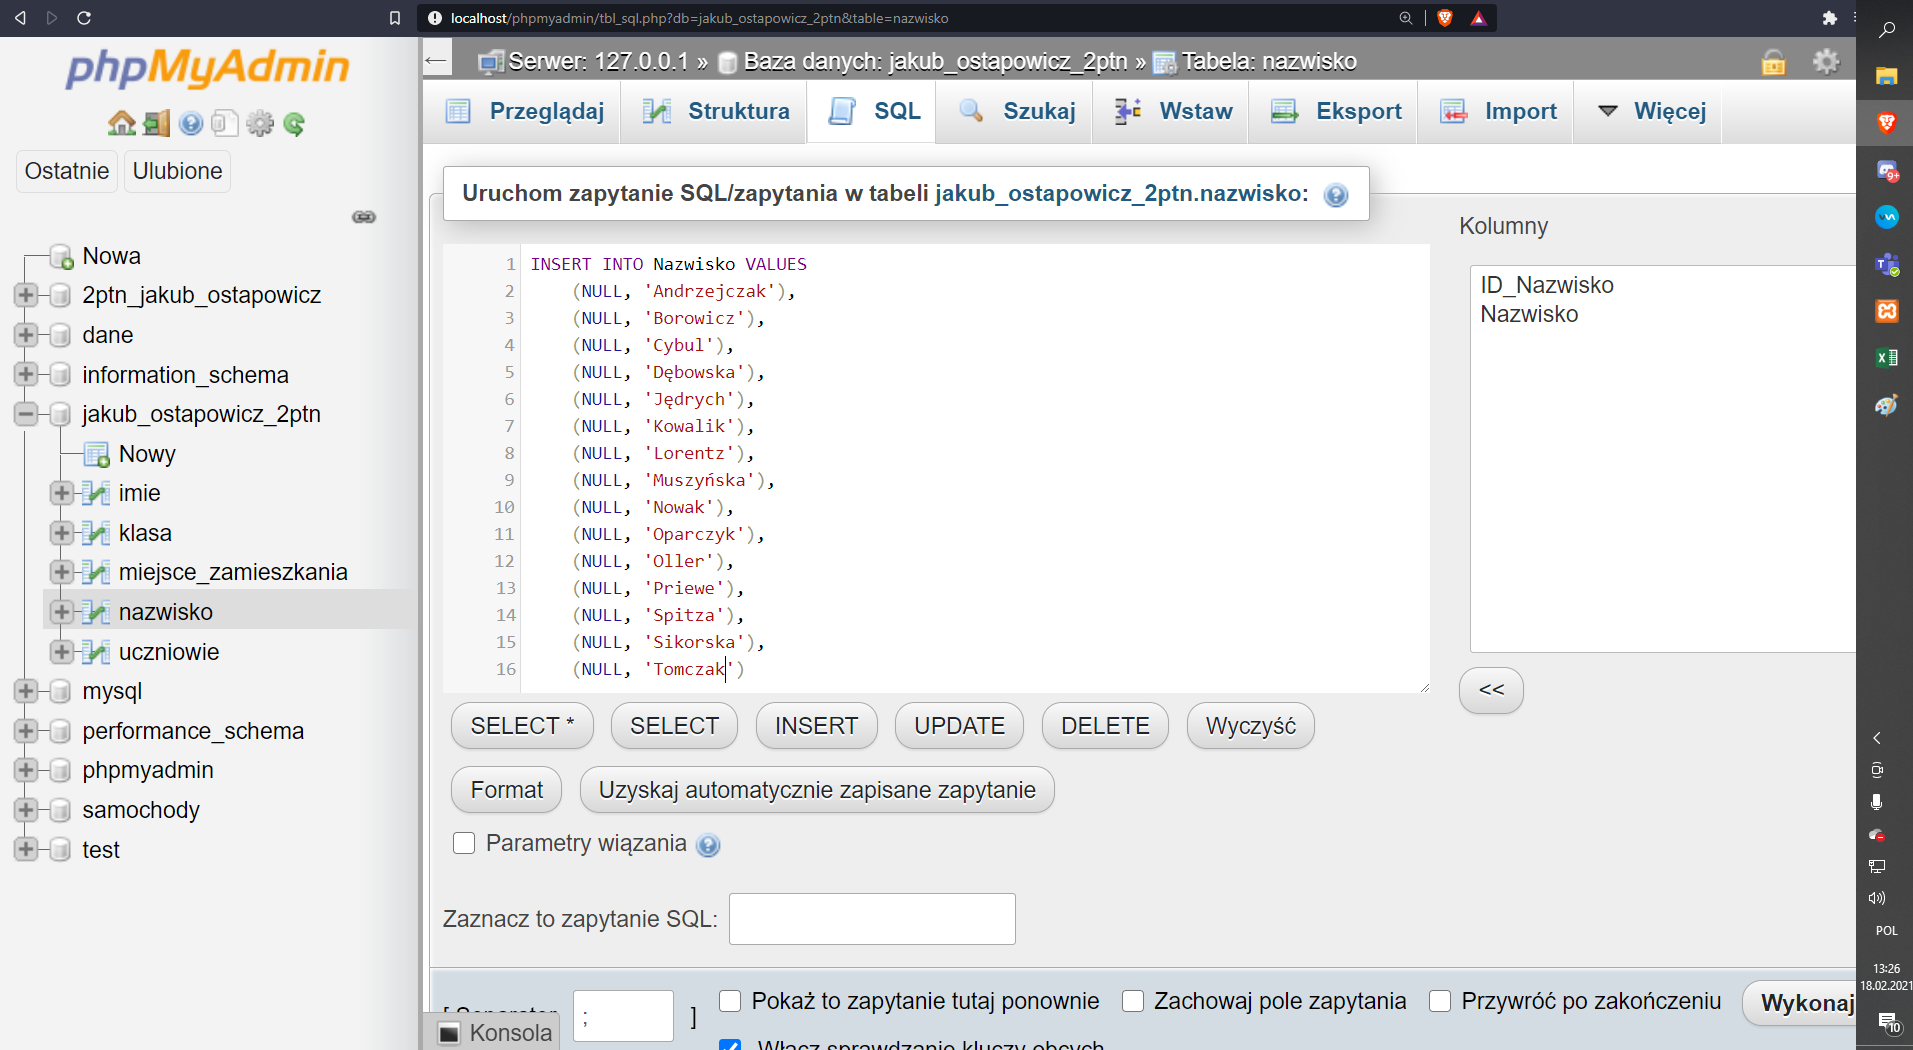 localhost/phpmyadmin/tbl_sql.php?db=jakub_ostapowicz_2ptn&table=nazwisko
phpMyAdmin
Ostatnie
Ulubione
Nowa
2ptn_jakub_ostapowicz
dane
information_schema
jakub_ostapowicz_2ptn
Nowy
imie
klasa
miejsce_zamieszkania
nazwisko
uczniowie
mysql
performance_schema
phpmyadmin
samochody
test
Serwer: 127.0.0.1 » Baza danych: jakub_ostapowicz_2ptn » Tabela: nazwisko
Przeglądaj Struktura SQL Szukaj Wstaw Eksport Import Więcej
Uruchom zapytanie SQL/zapytania w tabeli jakub_ostapowicz_2ptn.nazwisko:
1 INSERT INTO Nazwisko VALUES
2 (NULL, 'Andrzejczak'),
3 (NULL, 'Borowicz'),
4 (NULL, 'Cybul'),
5 (NULL, 'Dębowska'),
6 (NULL, 'Jędrych'),
7 (NULL, 'Kowalik'),
8 (NULL, 'Lorentz'),
9 (NULL, 'Muszyńska'),
10 (NULL, 'Nowak'),
11 (NULL, 'Oparczyk'),
12 (NULL, 'Oller'),
13 (NULL, 'Priewe'),
14 (NULL, 'Spitza'),
15 (NULL, 'Sikorska'),
16 (NULL, 'Tomczak')
Kolumny
ID_Nazwisko
Nazwisko
<<
SELECT * SELECT INSERT UPDATE DELETE Wyczyść
Format Uzyskaj automatycznie zapisane zapytanie
Parametry wiązania
Zaznacz to zapytanie SQL:
[ Separator ; ]
Pokaż to zapytanie tutaj ponownie Zachowaj pole zapytania Przywróć po zakończeniu Wykonaj
Włącz sprawdzanie kluczy obcych
Konsola
9+
POL
13:26
18.02.2021
10